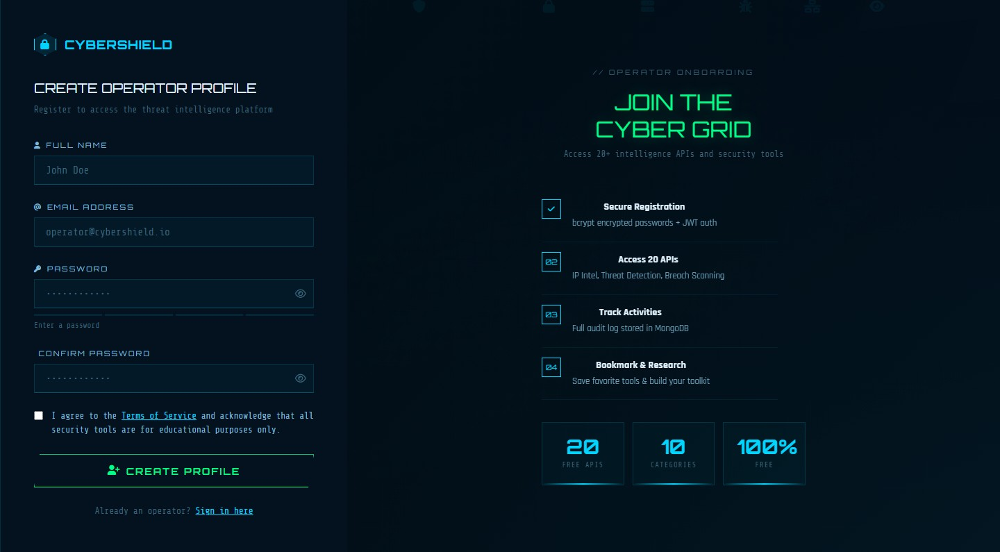 CYBERSHIELD
CREATE OPERATOR PROFILE
Register to access the threat intelligence platform
FULL NAME
John Doe
EMAIL ADDRESS
operator@cybershield.io
PASSWORD
············
Enter a password
CONFIRM PASSWORD
············
I agree to the Terms of Service and acknowledge that all
security tools are for educational purposes only.
CREATE PROFILE
Already an operator? Sign in here
// OPERATOR ONBOARDING
JOIN THE
CYBER GRID
Access 20+ intelligence APIs and security tools
Secure Registration
bcrypt encrypted passwords + JWT auth
02
Access 20 APIs
IP Intel, Threat Detection, Breach Scanning
03
Track Activities
Full audit log stored in MongoDB
04
Bookmark & Research
Save favorite tools & build your toolkit
20
FREE APIS
10
CATEGORIES
100%
FREE